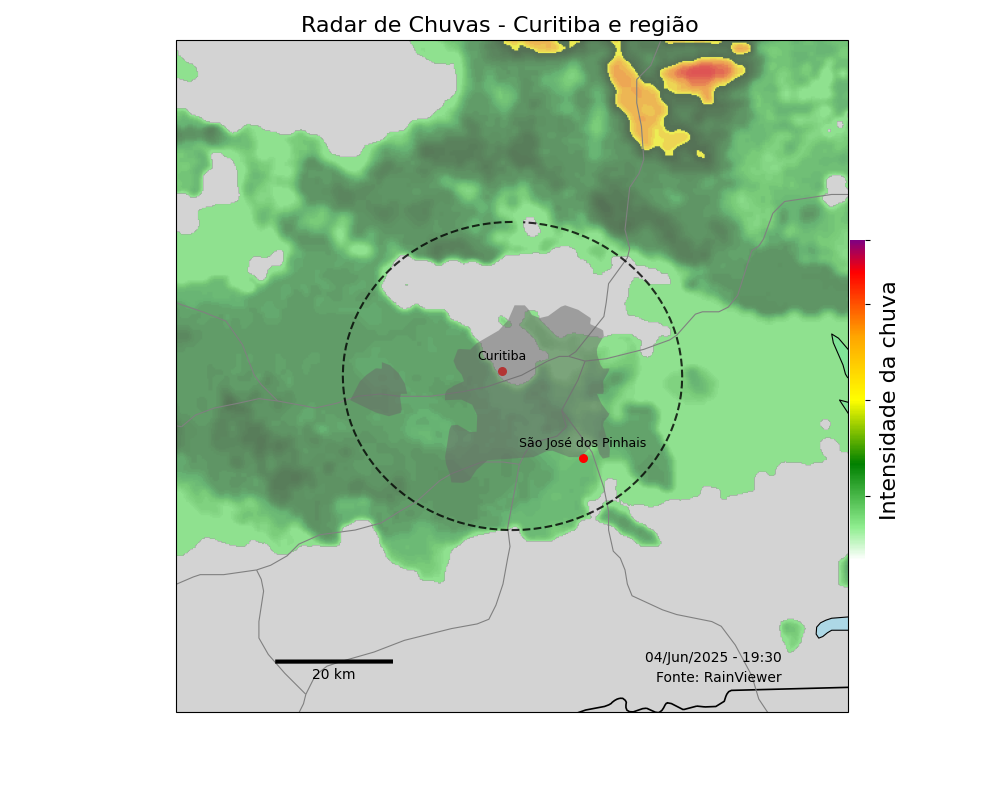 Radar de Chuvas - Curitiba e região
Curitiba
São José dos Pinhais
Intensidade da chuva
04/Jun/2025 - 19:30
Fonte: RainViewer
20 km